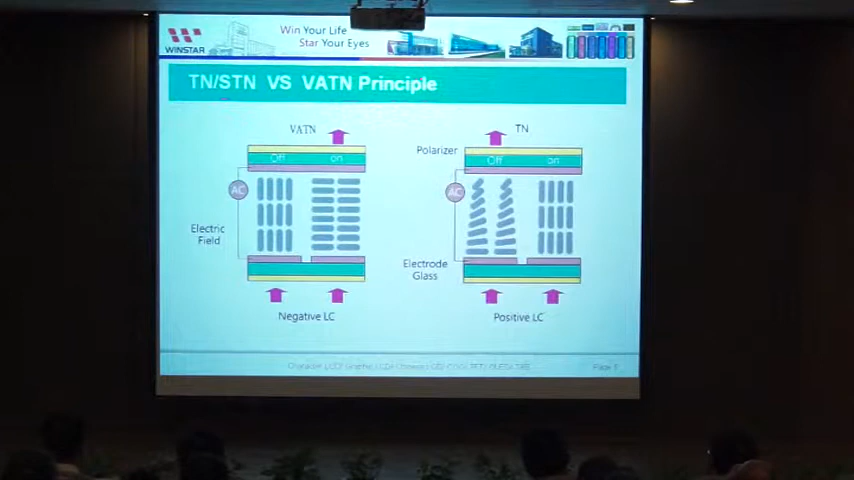 WINSTAR
Win Your Life
Star Your Eyes
TN/STN VS VATN Principle
VATN
Off on
AC
Electric
Field
Negative LC
TN
Polarizer
Off on
AC
Electrode
Glass
Positive LC
Page